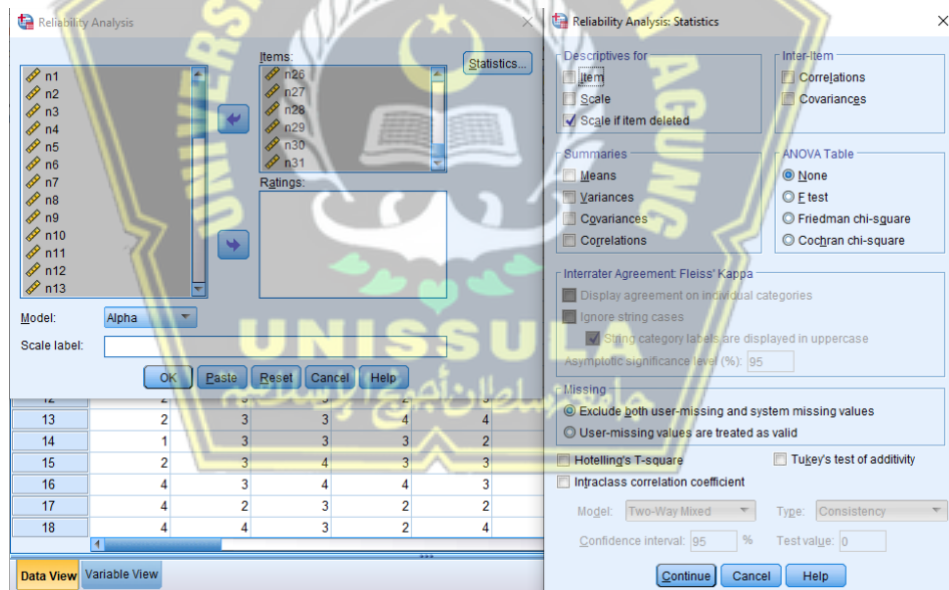 Reliability Analysis
Items:
n1
n2
n3
n4
n5
n6
n7
n8
n9
n10
n11
n12
n13
n26
n27
n28
n29
n30
n31
Statistics...
Ratings:
Model:
Alpha
Scale label:
OK Paste Reset Cancel Help
13 2 3 3 4 4
14 1 3 3 3 2
15 2 3 4 3 3
16 4 3 4 4 3
17 4 2 3 2 2
18 4 4 3 2 4
Data View Variable View
Reliability Analysis: Statistics
Descriptives for
Item
Scale
Scale if item deleted
Inter-Item
Correlations
Covariances
Summaries
Means
Variances
Covariances
Correlations
ANOVA Table
None
F test
Friedman chi-square
Cochran chi-square
Interrater Agreement: Fleiss' Kappa
Display agreement on individual categories
Ignore string cases
String category labels are displayed in uppercase
Asymptotic significance level (%): 95
Missing
Exclude both user-missing and system missing values
User-missing values are treated as valid
Hotelling's T-square
Tukey's test of additivity
Intraclass correlation coefficient
Model: Two-Way Mixed Type: Consistency
Confidence interval: 95 % Test value: 0
Continue Cancel Help
UNISSULA
جامعة سلطان أجونج الإسلامية